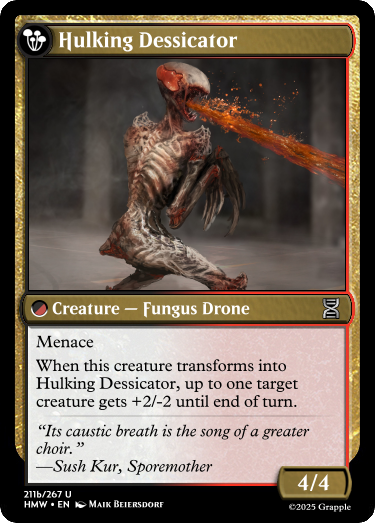 Hulking Dessicator
Creature — Fungus Drone
Menace
When this creature transforms into
Hulking Dessicator, up to one target
creature gets +2/-2 until end of turn.
“Its caustic breath is the song of a greater
choir.”
—Sush Kur, Sporemother
4/4
211b/267 U
HMW • EN Maik Beiersdorf
©2025 Grapple